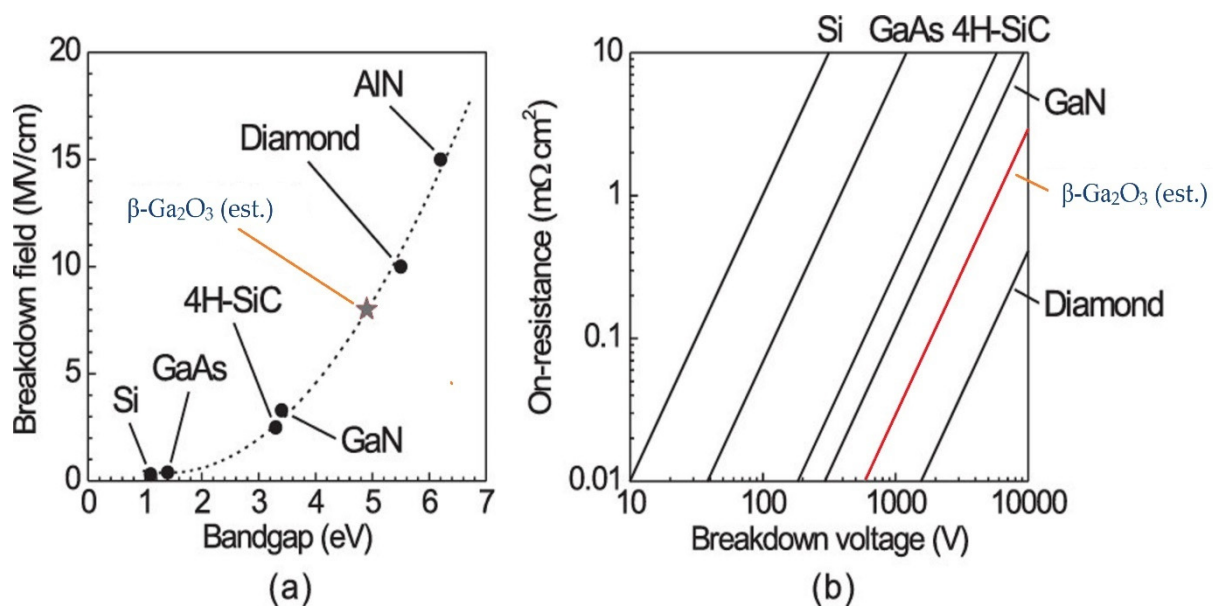 20
15
10
5
0
Breakdown field (MV/cm)
AlN
Diamond
β-Ga₂O₃ (est.)
4H-SiC
GaAs
Si
GaN
0 1 2 3 4 5 6 7
Bandgap (eV)
(a)
Si GaAs 4H-SiC
10
1
0.1
0.01
On-resistance (mΩ cm²)
GaN
β-Ga₂O₃ (est.)
Diamond
10 100 1000 10000
Breakdown voltage (V)
(b)